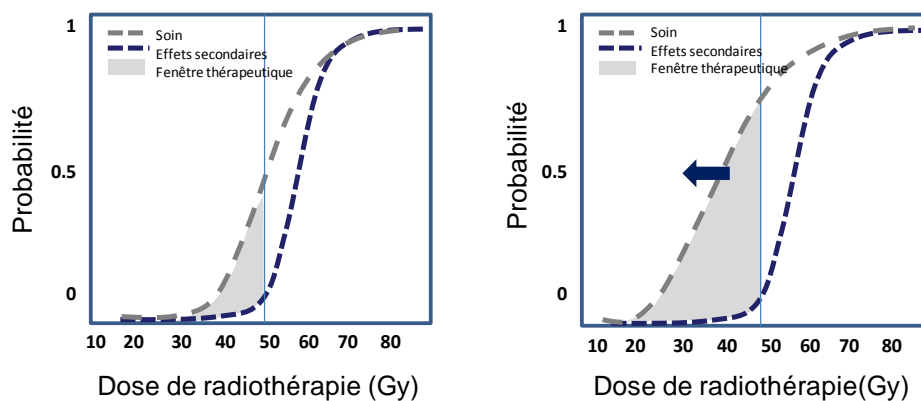 1
Soin
Effets secondaires
Fenêtre thérapeutique
Probabilité
0.5
0
10 20 30 40 50 60 70 80
Dose de radiothérapie (Gy)
1
Soin
Effets secondaires
Fenêtre thérapeutique
Probabilité
0.5
0
10 20 30 40 50 60 70 80
Dose de radiothérapie(Gy)